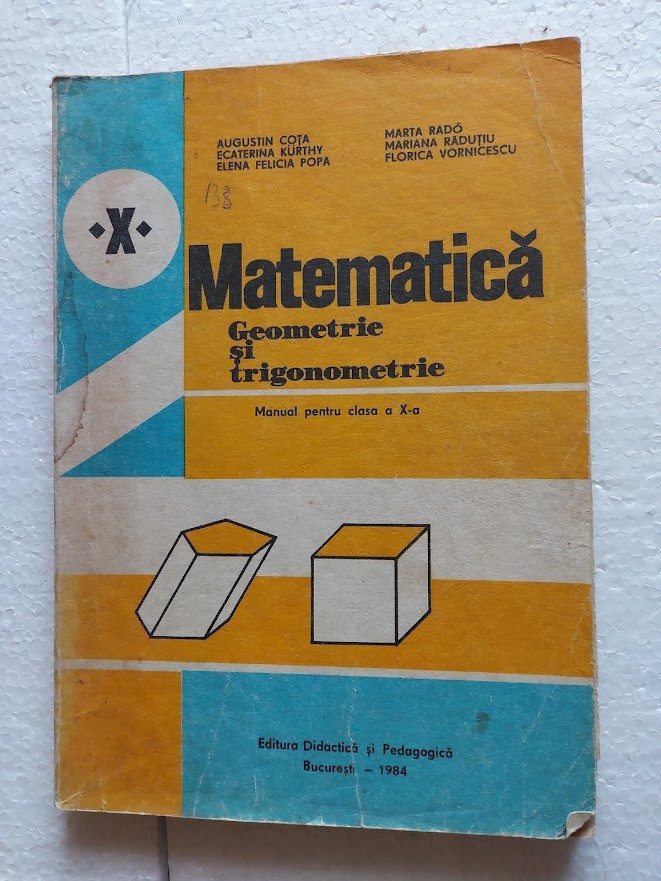 AUGUSTIN COȚA
ECATERINA KÜRTHY
ELENA FELICIA POPA
MARTA RADÓ
MARIANA RĂDUȚIU
FLORICA VORNICESCU
138
·X·
Matematică
Geometrie
și
trigonometrie
Manual pentru clasa a X-a
Editura Didactică și Pedagogică
București – 1984